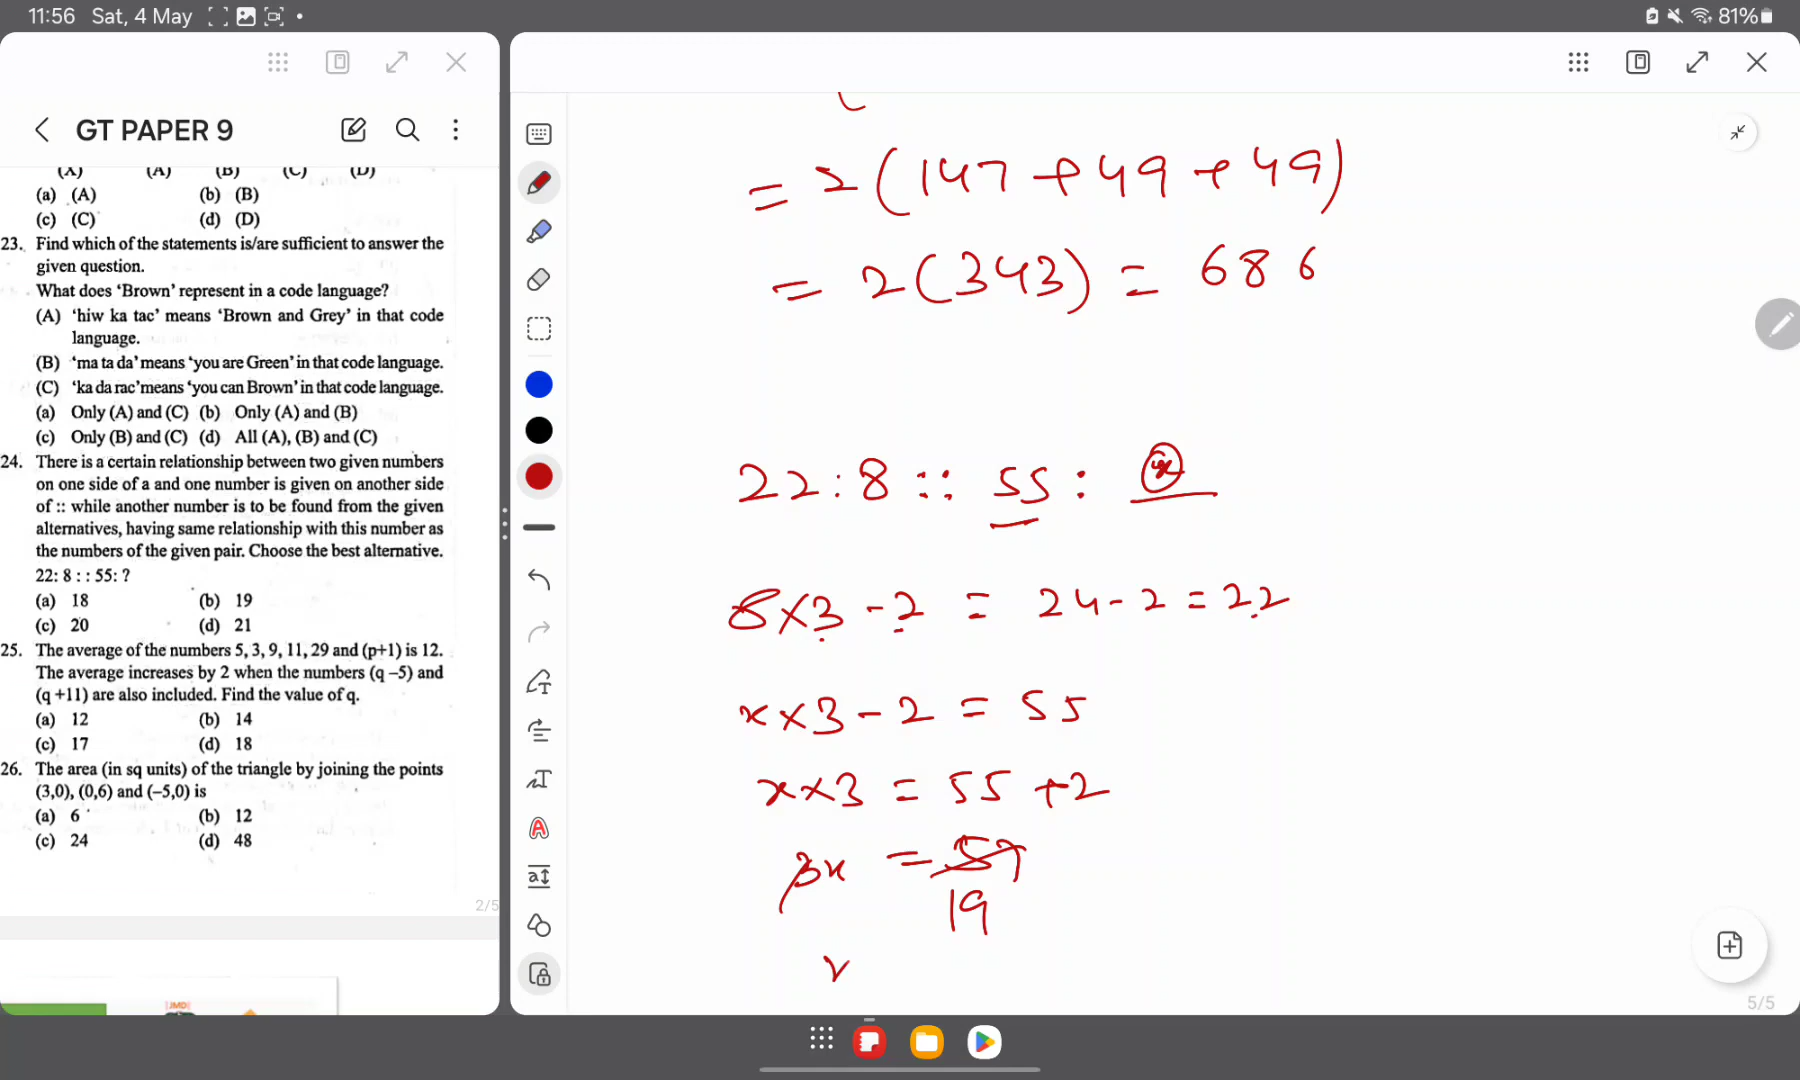 11:56 Sat, 4 May
81%
GT PAPER 9
(X) (A) (B) (C) (D)
(a) (A) (b) (B)
(c) (C) (d) (D)
23. Find which of the statements is/are sufficient to answer the
given question.
What does 'Brown' represent in a code language?
(A) 'hiw ka tac' means 'Brown and Grey' in that code
language.
(B) 'ma ta da' means 'you are Green' in that code language.
(C) 'ka da rac' means 'you can Brown' in that code language.
(a) Only (A) and (C) (b) Only (A) and (B)
(c) Only (B) and (C) (d) All (A), (B) and (C)
24. There is a certain relationship between two given numbers
on one side of a and one number is given on another side
of :: while another number is to be found from the given
alternatives, having same relationship with this number as
the numbers of the given pair. Choose the best alternative.
22: 8 : : 55: ?
(a) 18 (b) 19
(c) 20 (d) 21
25. The average of the numbers 5, 3, 9, 11, 29 and (p+1) is 12.
The average increases by 2 when the numbers (q –5) and
(q +11) are also included. Find the value of q.
(a) 12 (b) 14
(c) 17 (d) 18
26. The area (in sq units) of the triangle by joining the points
(3,0), (0,6) and (–5,0) is
(a) 6 (b) 12
(c) 24 (d) 48
2/5
JMD
= 2 (147 + 49 + 49)
= 2 (343) = 686
22 : 8 :: 55 : x
8 × 3 - 2 = 24 - 2 = 22
x × 3 - 2 = 55
x × 3 = 55 + 2
3x = 57
19
5/5